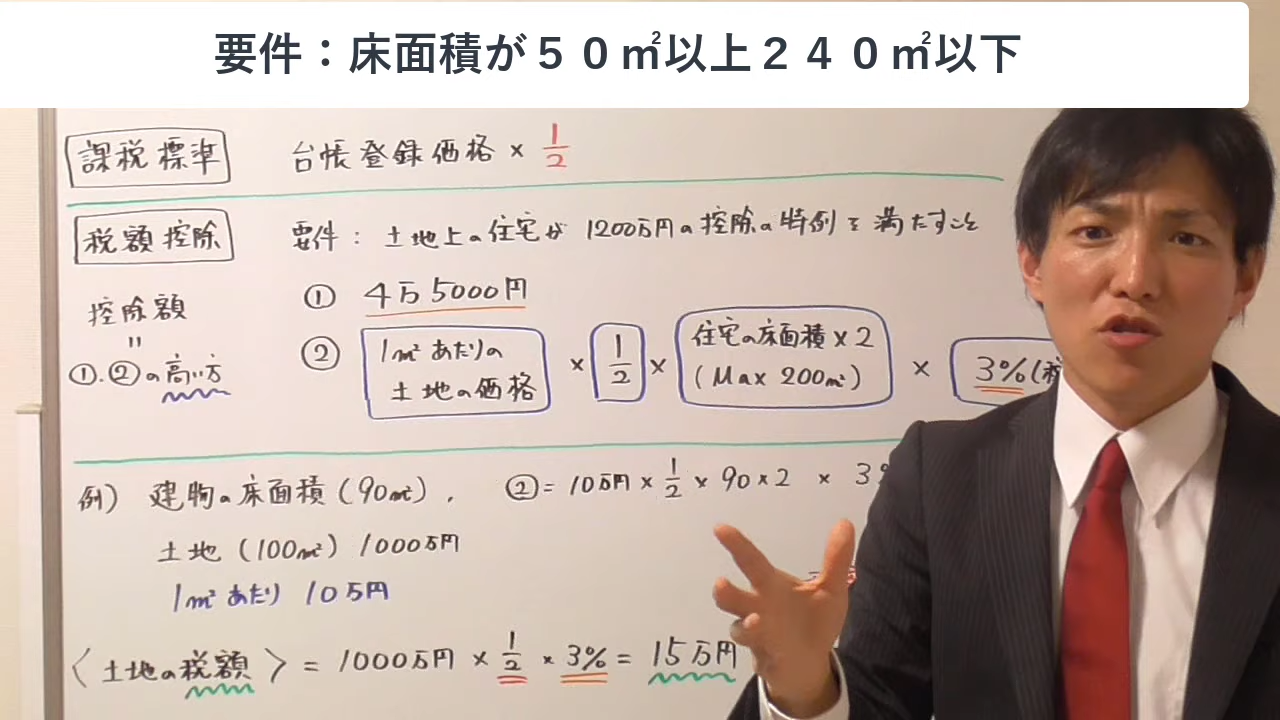 要件：床面積が５０㎡以上２４０㎡以下
課税標準 台帳登録価格 × 1/2
税額控除 要件：土地上の住宅が1200万円の控除の特例を満たすこと
控除額
〃
①.②の高い方
① 4万5000円
② 1m²あたりの土地の価格 × 1/2 × 住宅の床面積×2 (Max 200m²) × 3%(税
例) 建物の床面積(90m²).
②= 10万円 × 1/2 × 90×2 × 3%
土地(100m²) 1000万円
1m²あたり 10万円
〈土地の税額〉= 1000万円 × 1/2 × 3% = 15万円